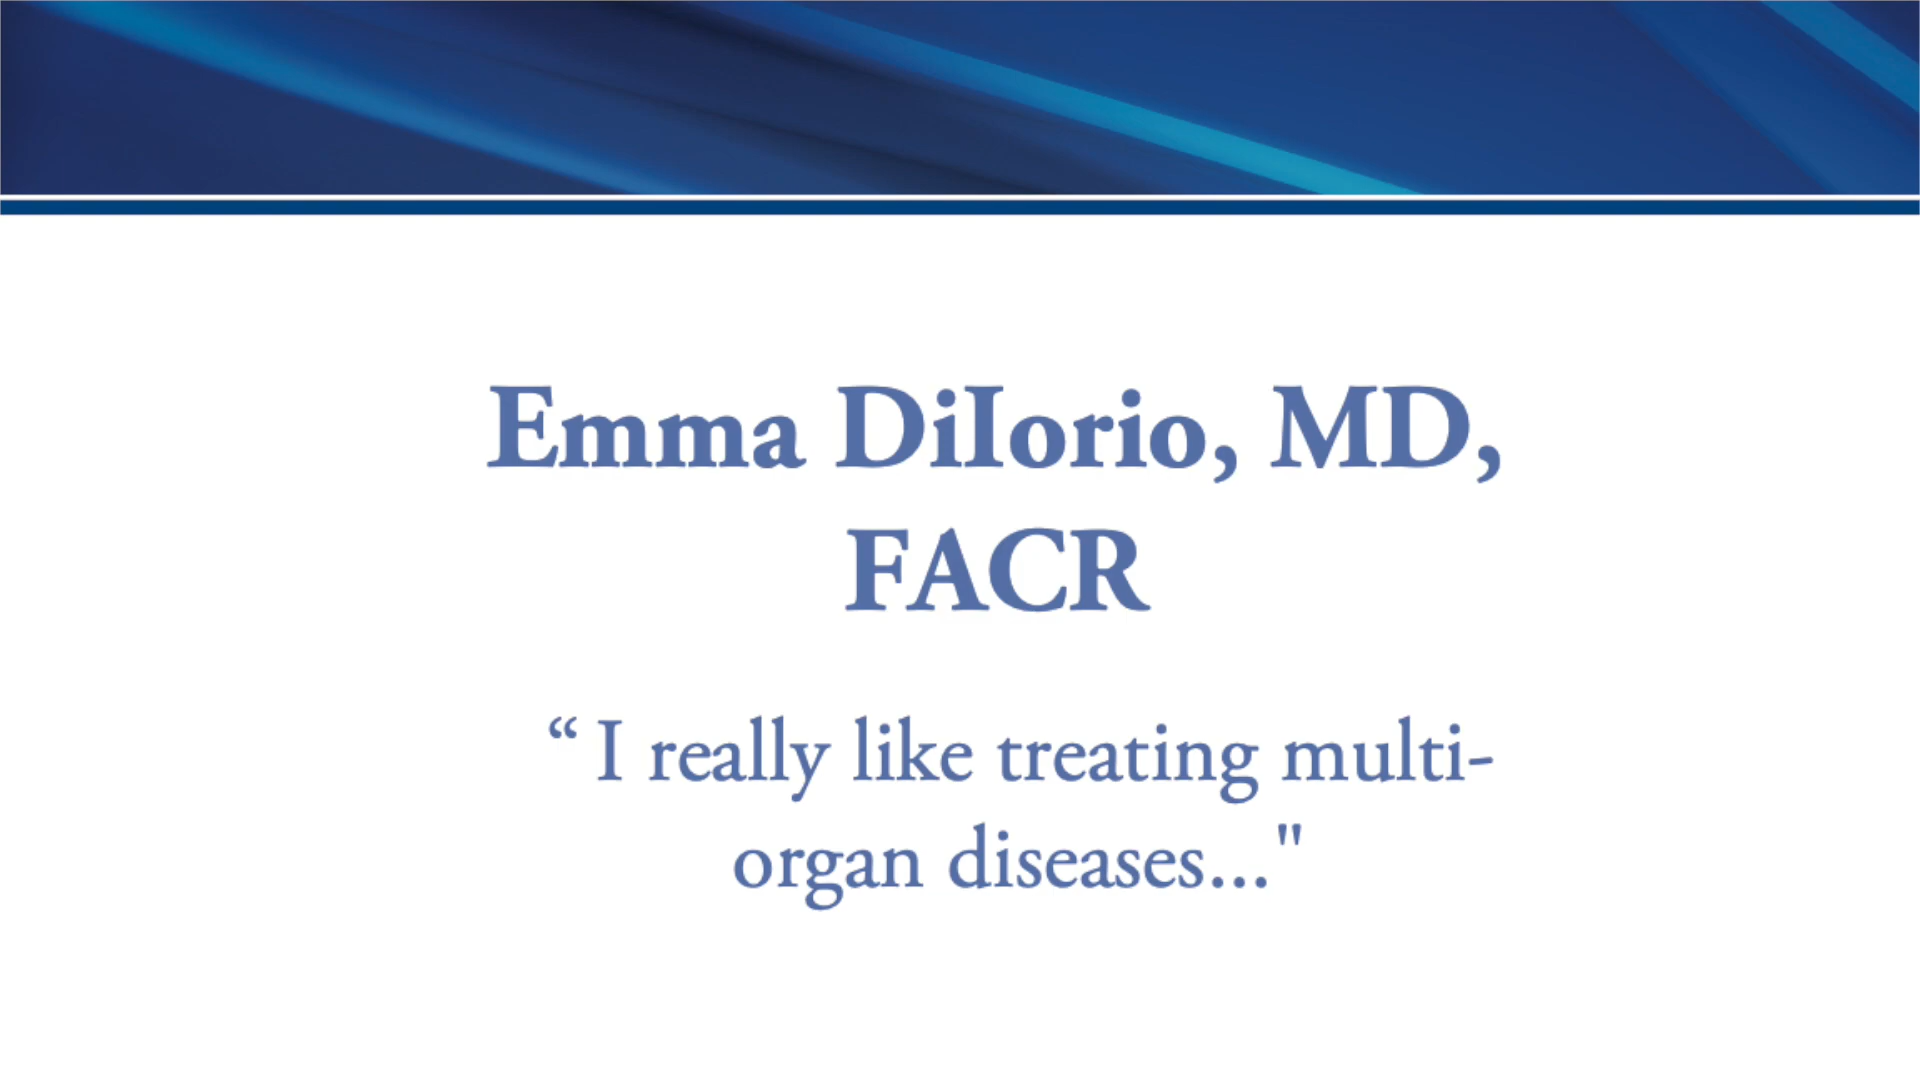 Emma DiIorio, MD,
FACR
“ I really like treating multi-
organ diseases..."